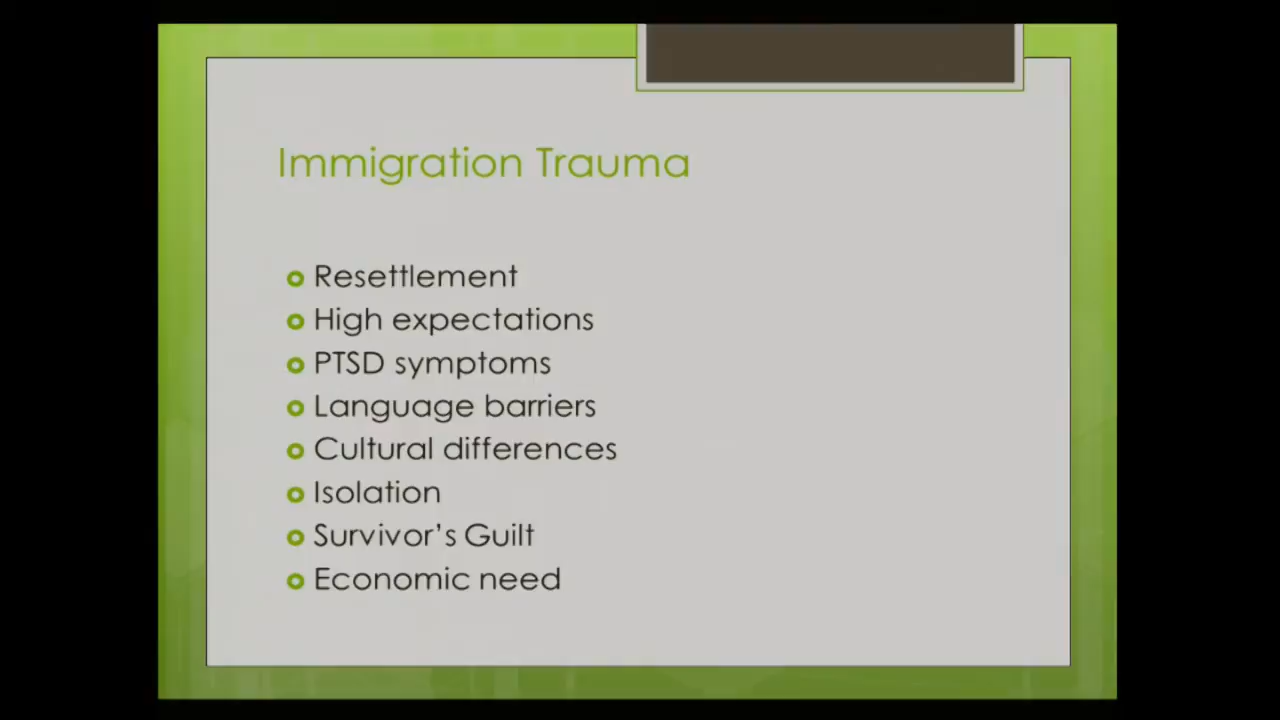 Immigration Trauma
Resettlement
High expectations
PTSD symptoms
Language barriers
Cultural differences
Isolation
Survivor's Guilt
Economic need